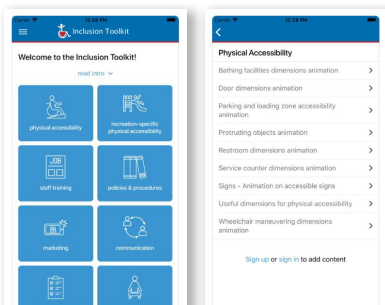 Carrier 12:28 PM
Inclusion Toolkit
Welcome to the Inclusion Toolkit!
read intro
physical accessibility
recreation-specific
physical accessibility
JOB
staff training
policies & procedures
marketing
communication
Carrier 12:28 PM
Physical Accessibility
Bathing facilities dimensions animation
Door dimensions animation
Parking and loading zone accessibility
animation
Protruding objects animation
Restroom dimensions animation
Service counter dimensions animation
Signs - Animation on accessible signs
Useful dimensions for physical accessibility
Wheelchair maneuvering dimensions
animation
Sign up or sign in to add content